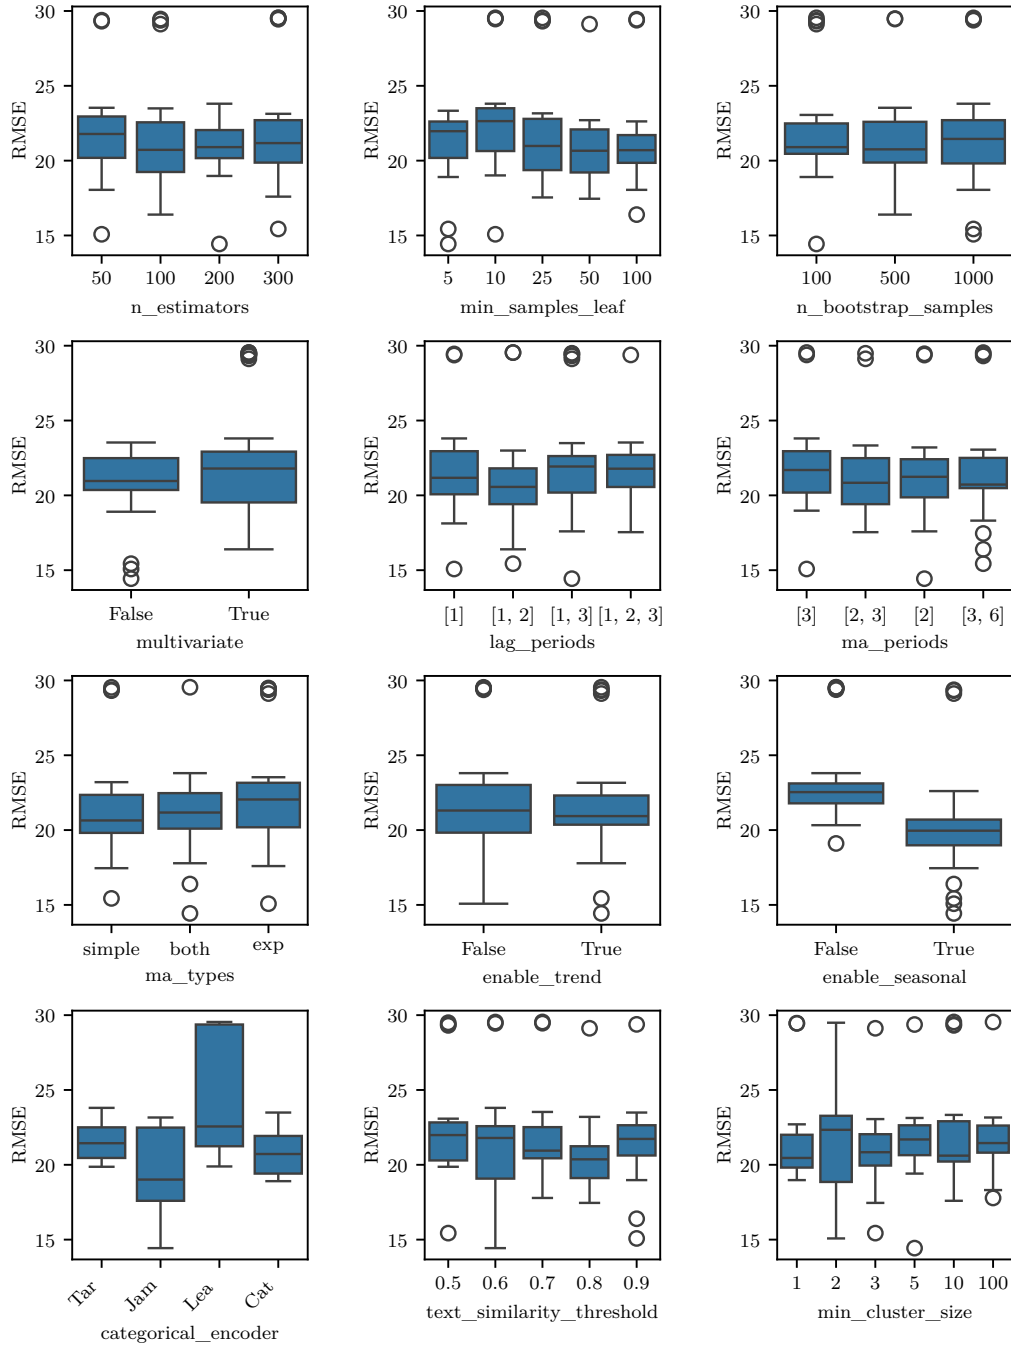 30
25
20
15
RMSE
50 100 200 300
n_estimators
30
25
20
15
RMSE
5 10 25 50 100
min_samples_leaf
30
25
20
15
RMSE
100 500 1000
n_bootstrap_samples
30
25
20
15
RMSE
False True
multivariate
30
25
20
15
RMSE
[1] [1, 2] [1, 3] [1, 2, 3]
lag_periods
30
25
20
15
RMSE
[3] [2, 3] [2] [3, 6]
ma_periods
30
25
20
15
RMSE
simple both exp
ma_types
30
25
20
15
RMSE
False True
enable_trend
30
25
20
15
RMSE
False True
enable_seasonal
30
25
20
15
RMSE
Tar Jam Lea Cat
categorical_encoder
30
25
20
15
RMSE
0.5 0.6 0.7 0.8 0.9
text_similarity_threshold
30
25
20
15
RMSE
1 2 3 5 10 100
min_cluster_size